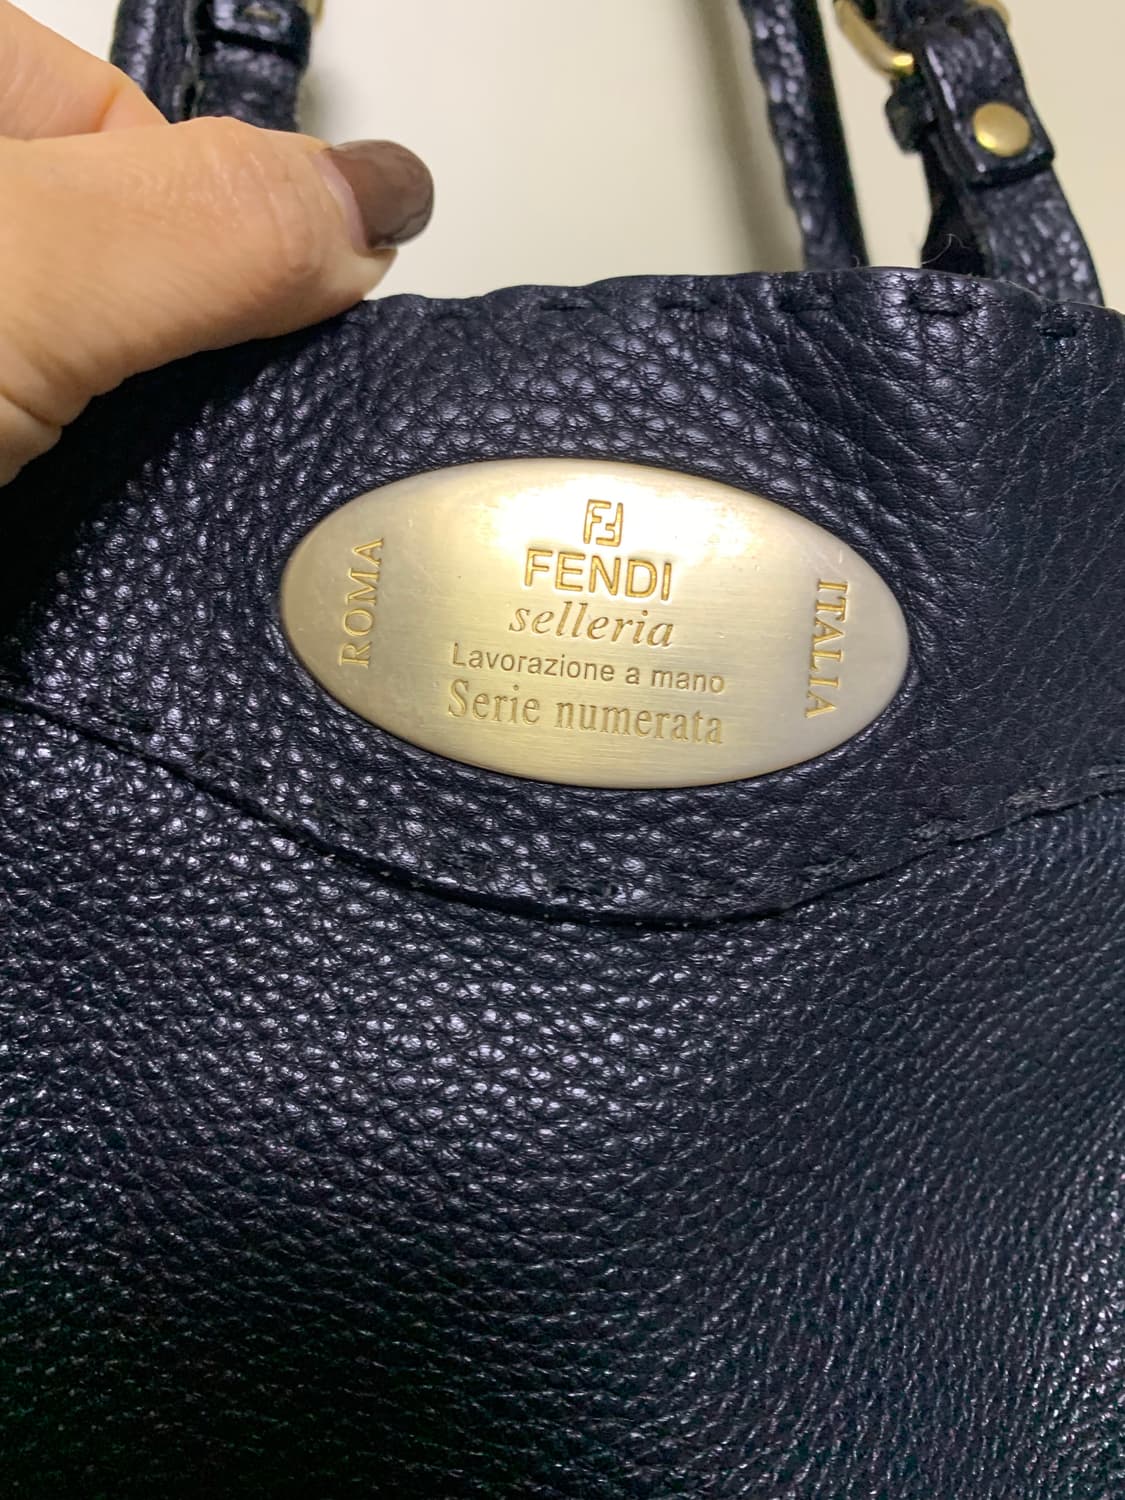 FF
FENDI
selleria
Lavorazione a mano
Serie numerata
ROMA
ITALIA